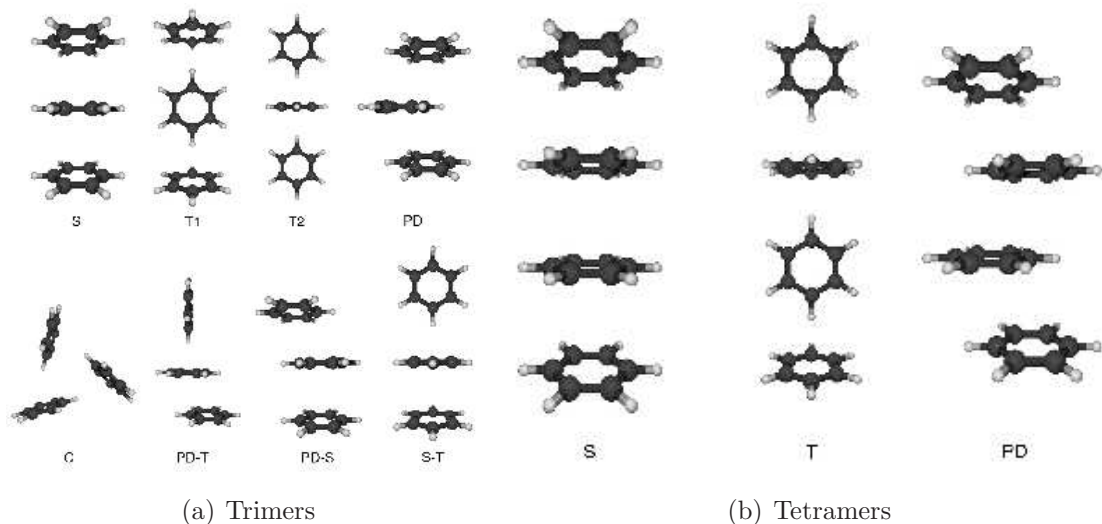 S T1 T2 PD
C PD-T PD-S S-T
S T PD
(a) Trimers
(b) Tetramers